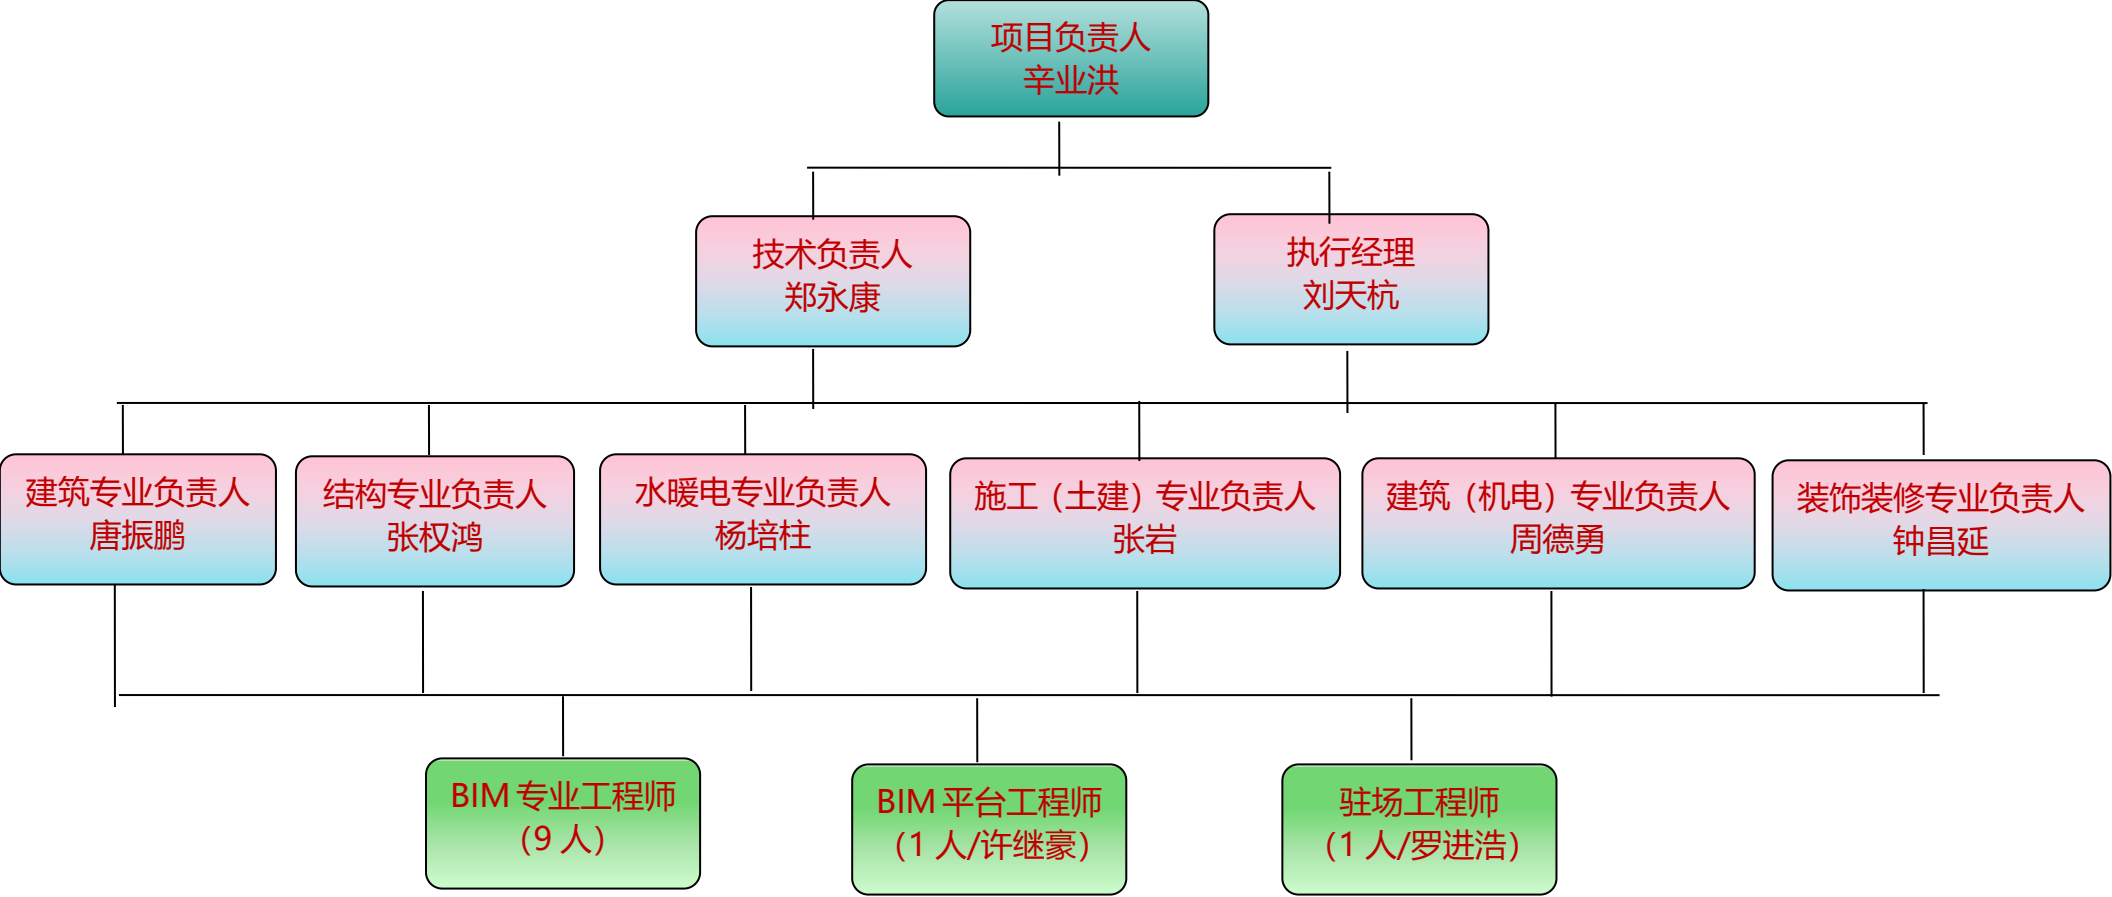 项目负责人
辛业洪
技术负责人
郑永康
执行经理
刘天杭
建筑专业负责人
唐振鹏
结构专业负责人
张权鸿
水暖电专业负责人
杨培柱
施工（土建）专业负责人
张岩
建筑（机电）专业负责人
周德勇
装饰装修专业负责人
钟昌延
BIM 专业工程师
（9 人）
BIM 平台工程师
（1 人/许继豪）
驻场工程师
（1 人/罗进浩）